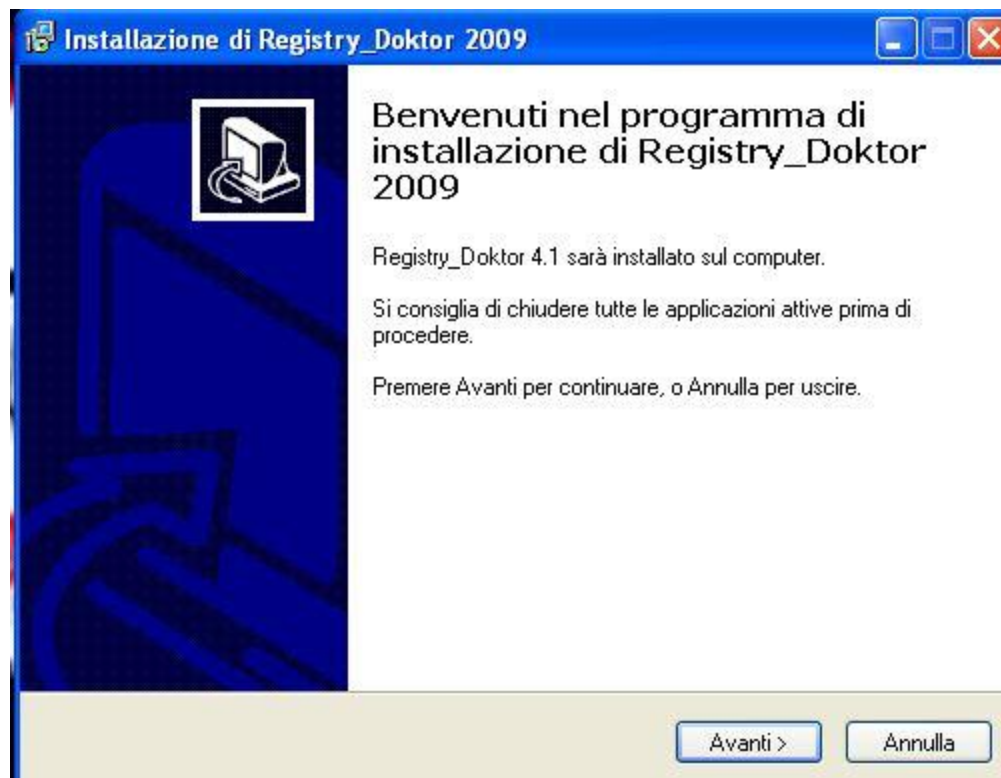 Installazione di Registry_Doktor 2009
Benvenuti nel programma di
installazione di Registry_Doktor
2009
Registry_Doktor 4.1 sarà installato sul computer.
Si consiglia di chiudere tutte le applicazioni attive prima di
procedere.
Premere Avanti per continuare, o Annulla per uscire.
Avanti >
Annulla